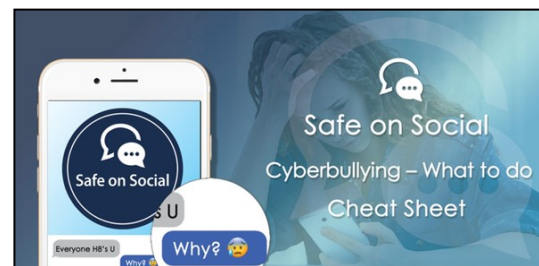 Safe on Social
Everyone H8's U
Why? 😰
s U
Why? 😰
Safe on Social
Cyberbullying – What to do
Cheat Sheet